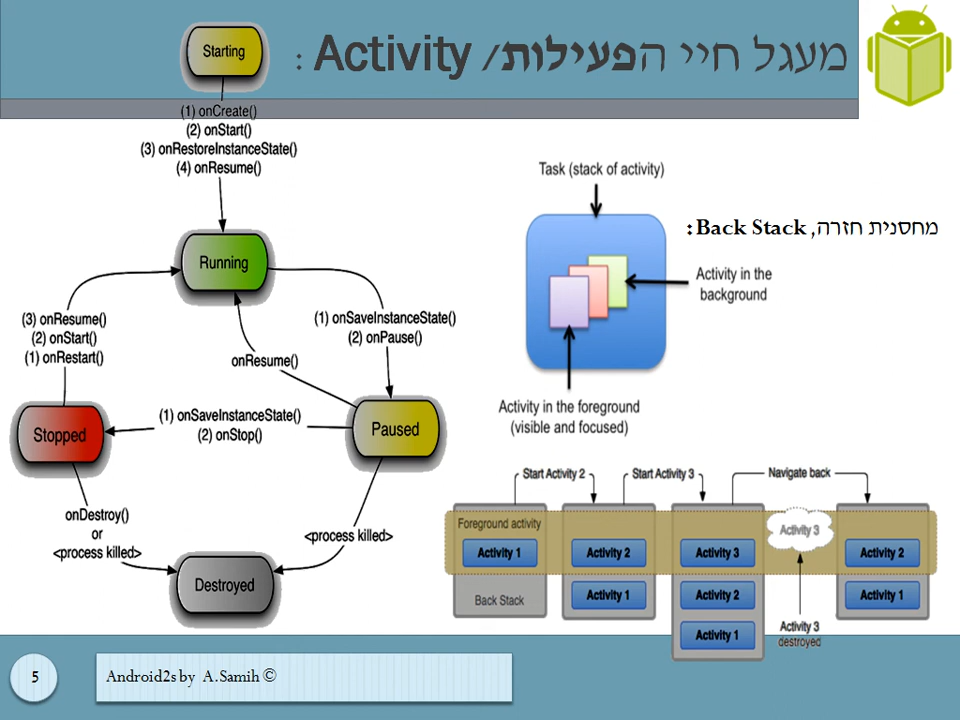 מעגל חיי הפעילות/ Activity :
Starting
(1) onCreate()
(2) onStart()
(3) onRestoreInstanceState()
(4) onResume()
Running
(3) onResume()
(2) onStart()
(1) onRestart()
onResume()
(1) onSaveInstanceState()
(2) onPause()
Stopped
(1) onSaveInstanceState()
(2) onStop()
Paused
onDestroy()
or
<process killed>
<process killed>
Destroyed
מחסנית חזרה, Back Stack:
Task (stack of activity)
Activity in the
background
Activity in the foreground
(visible and focused)
Start Activity 2
Start Activity 3
Navigate back
Foreground activity
Activity 1
Back Stack
Activity 2
Activity 1
Activity 3
Activity 2
Activity 1
Activity 3
Activity 3
destroyed
Activity 2
Activity 1
5
Android2s by A.Samih ©